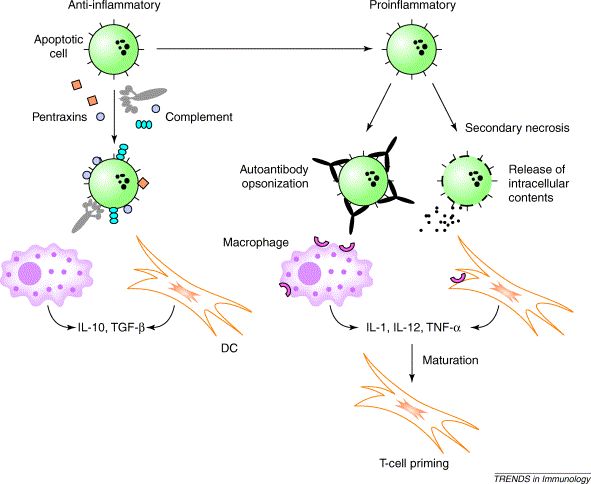 Anti-inflammatory
Proinflammatory
Apoptotic
cell
Pentraxins
Complement
Secondary necrosis
Autoantibody
opsonization
Release of
intracellular
contents
Macrophage
IL-10, TGF-β
IL-1, IL-12, TNF-α
DC
Maturation
T-cell priming
TRENDS in Immunology